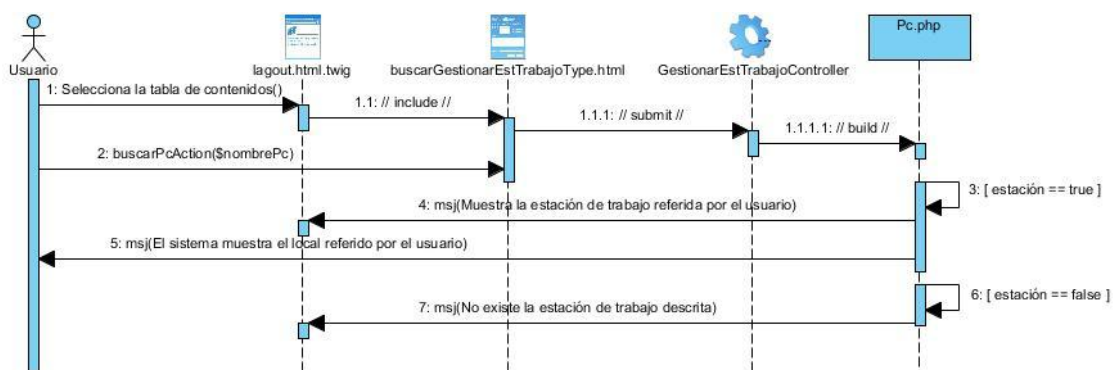 Pc.php
Usuario
lagout.html.twig
buscarGestionarEstTrabajoType.html
GestionarEstTrabajoController
1: Selecciona la tabla de contenidos()
1.1: // include //
1.1.1: // submit //
1.1.1.1: // build //
2: buscarPcAction($nombrePc)
3: [ estación == true ]
4: msj(Muestra la estación de trabajo referida por el usuario)
5: msj(El sistema muestra el local referido por el usuario)
6: [ estación == false ]
7: msj(No existe la estación de trabajo descrita)